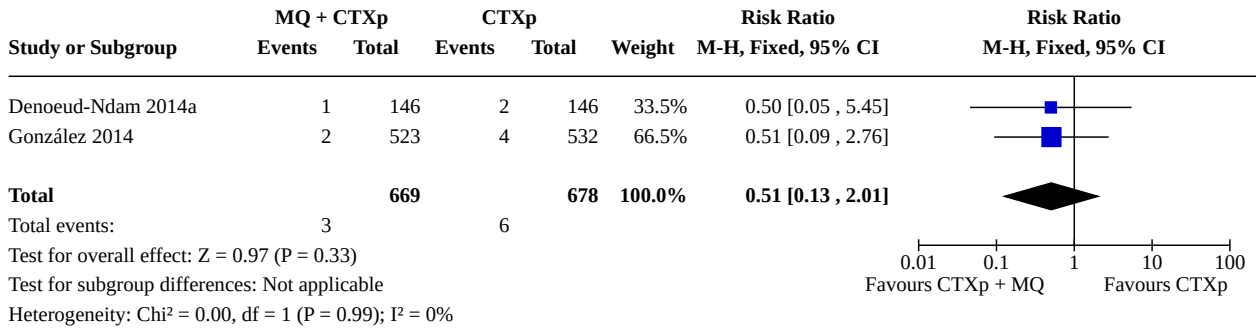 MQ + CTXp CTXp Risk Ratio Risk Ratio
Study or Subgroup Events Total Events Total Weight M-H, Fixed, 95% CI M-H, Fixed, 95% CI
Denoeud-Ndam 2014a 1 146 2 146 33.5% 0.50 [0.05 , 5.45]
González 2014 2 523 4 532 66.5% 0.51 [0.09 , 2.76]
Total 669 678 100.0% 0.51 [0.13 , 2.01]
Total events: 3 6
Test for overall effect: Z = 0.97 (P = 0.33)
Test for subgroup differences: Not applicable
Heterogeneity: Chi² = 0.00, df = 1 (P = 0.99); I² = 0%
0.01 0.1 1 10 100
Favours CTXp + MQ Favours CTXp